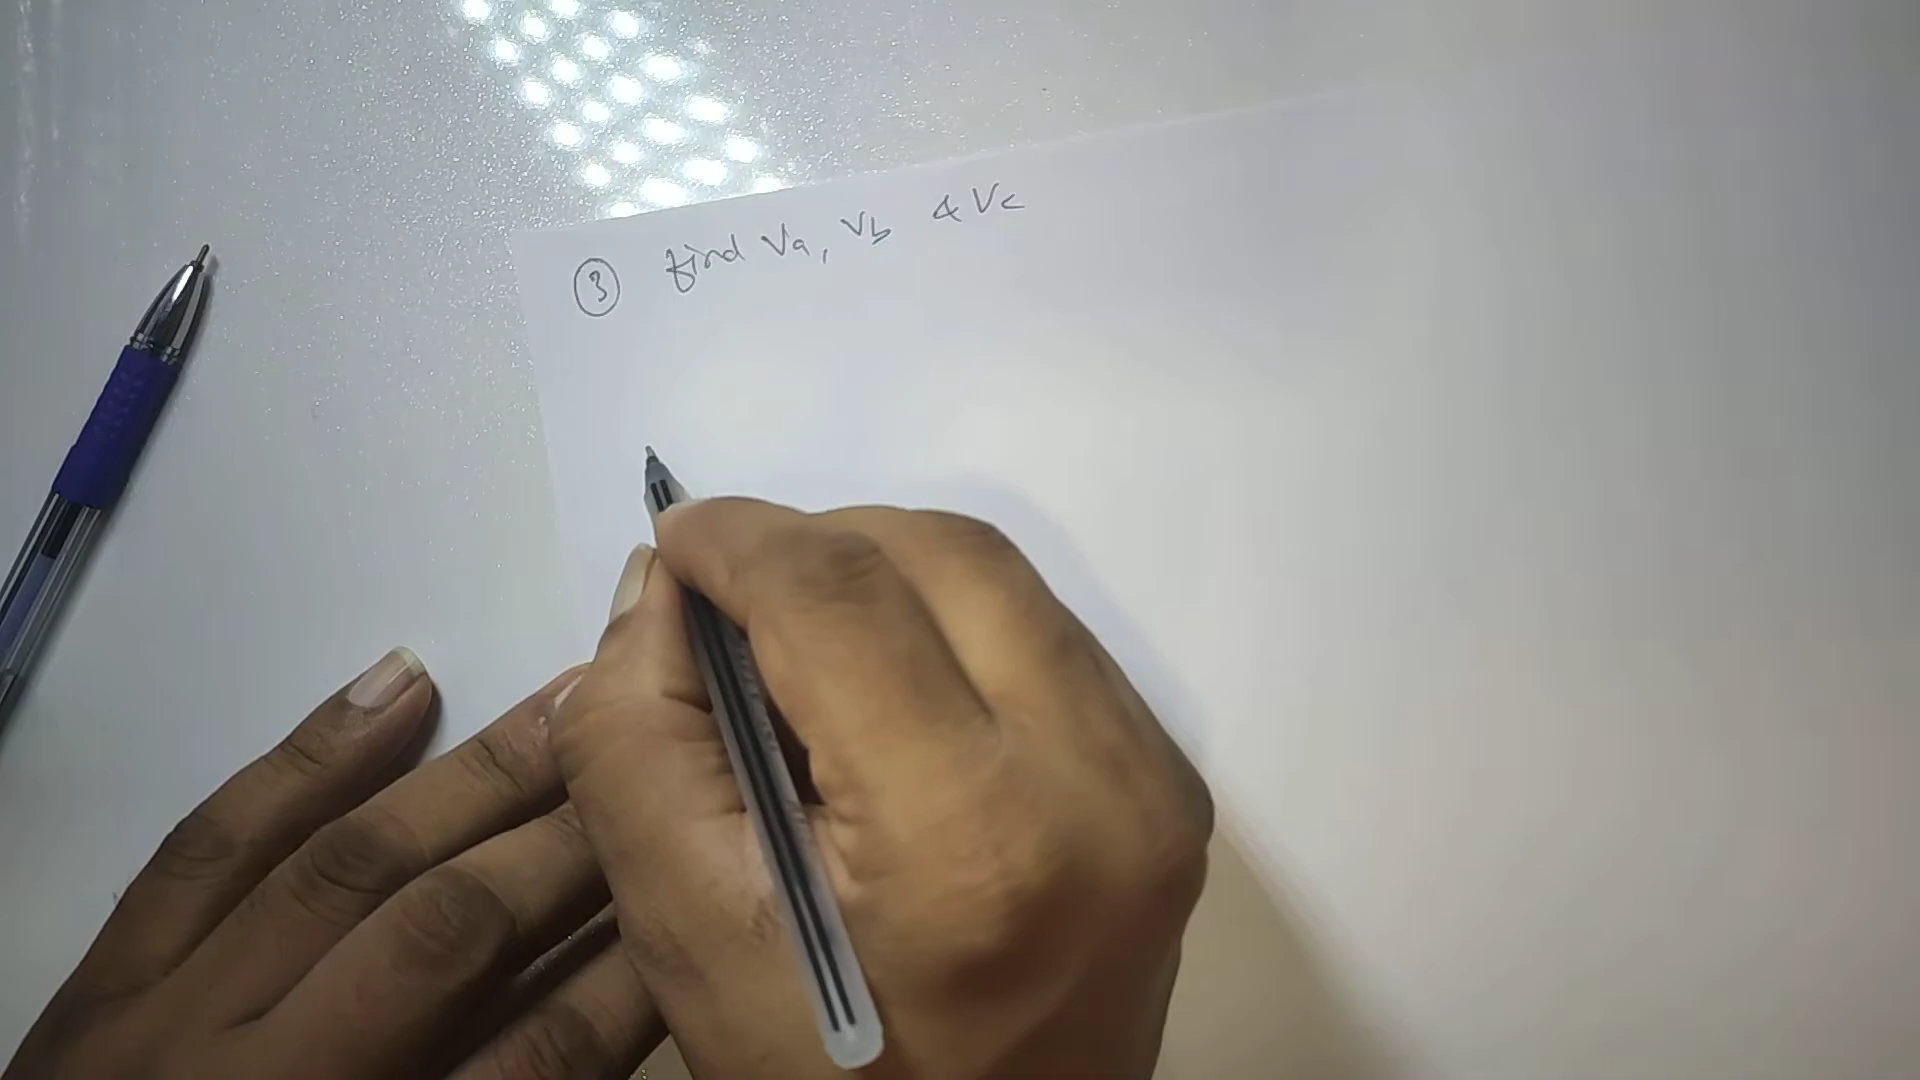 ③ find Va, Vb & Vc